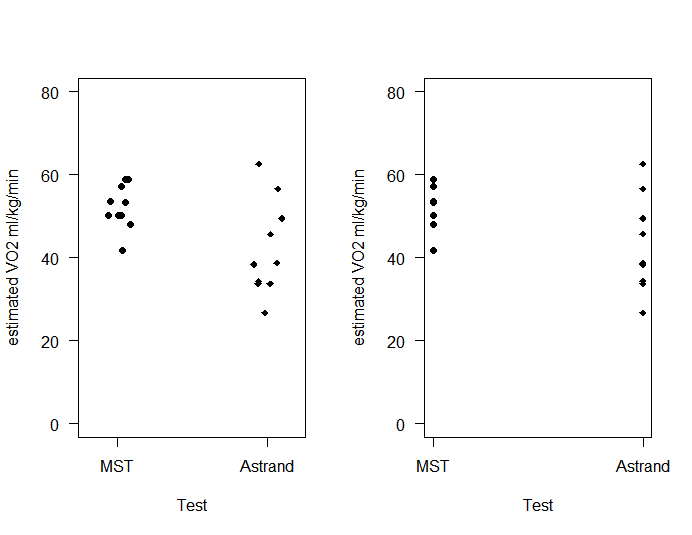 estimated VO2 ml/kg/min
80
60
40
20
0
MST Astrand
Test
estimated VO2 ml/kg/min
80
60
40
20
0
MST Astrand
Test